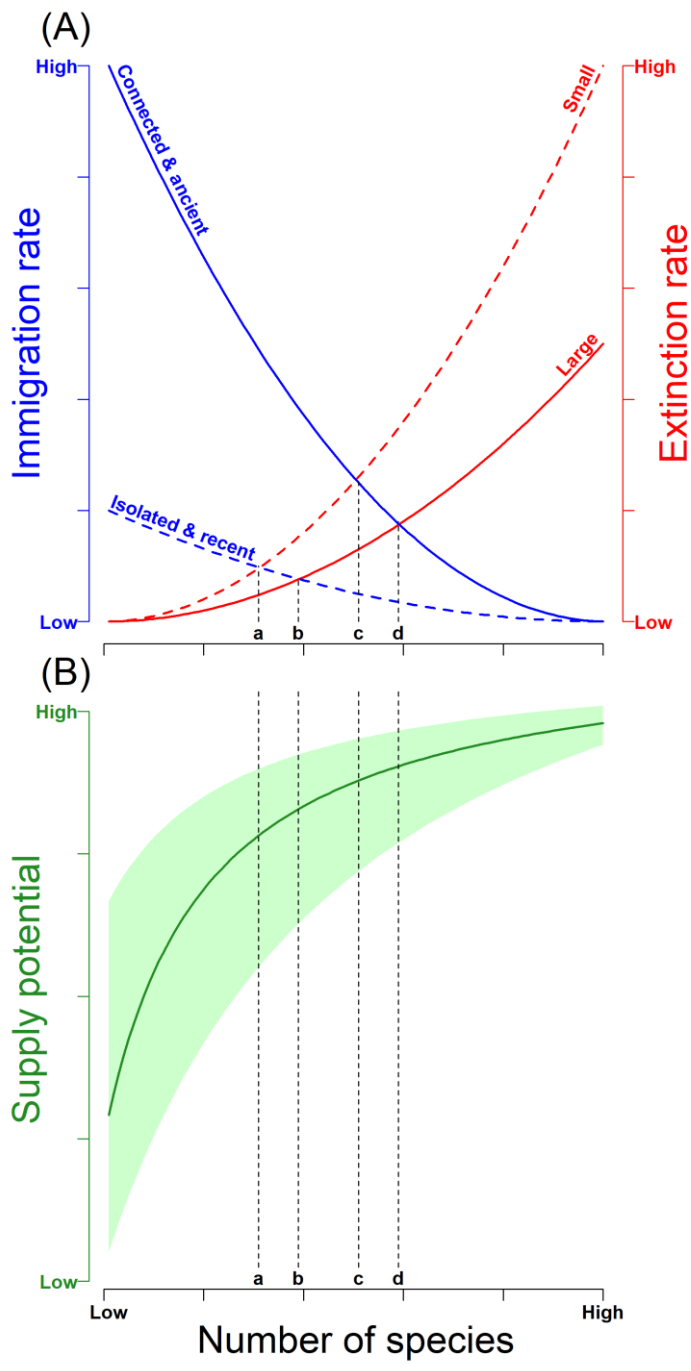 (A)
High
Connected & ancient
Small
High
Immigration rate
Extinction rate
Large
Isolated & recent
Low
a b c d
Low
(B)
High
Supply potential
Low
a b c d
Low High
Number of species